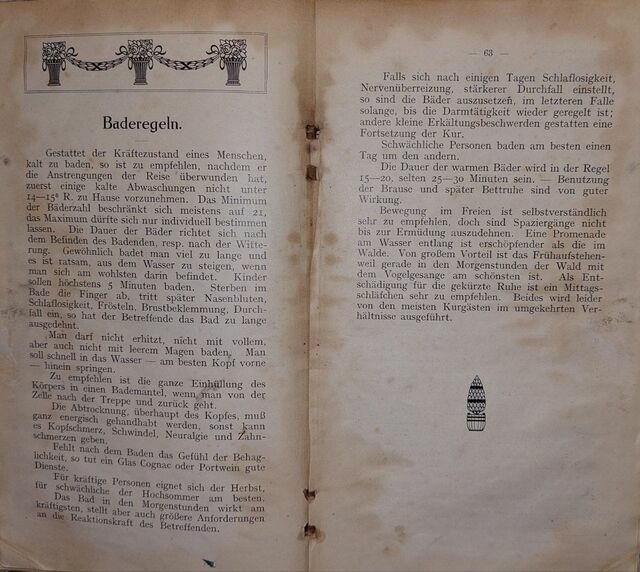 Baderegeln.
Gestattet der Kräftezustand eines Menschen,
kalt zu baden, so ist zu empfehlen, nachdem er
die Anstrengungen der Reise überwunden hat,
zuerst einige kalte Abwaschungen nicht unter
14—15° R. zu Hause vorzunehmen. Das Minimum
der Bäderzahl beschränkt sich meistens auf 21,
das Maximum dürfte sich nur individuell bestimmen
lassen. Die Dauer der Bäder richtet sich nach
dem Befinden des Badenden, resp. nach der Witte-
rung. Gewöhnlich badet man viel zu lange und
es ist ratsam, aus dem Wasser zu steigen, wenn
man sich am wohlsten darin befindet. Kinder
sollen höchstens 5 Minuten baden. Sterben im
Bade die Finger ab, tritt später Nasenbluten,
Schlaflosigkeit, Frösteln, Brustbeklemmung, Durch-
fall ein, so hat der Betreffende das Bad zu lange
ausgedehnt.
Man darf nicht erhitzt, nicht mit vollem,
aber auch nicht mit leerem Magen baden. Man
soll schnell in das Wasser — am besten Kopf vorne
— hinein springen.
Zu empfehlen ist die ganze Einhüllung des
Körpers in einen Bademantel, wenn man von der
Zelle nach der Treppe und zurück geht.
Die Abtrocknung, überhaupt des Kopfes, muß
ganz energisch gehandhabt werden, sonst kann
es Kopfschmerz, Schwindel, Neuralgie und Zahn-
schmerzen geben.
Fehlt nach dem Baden das Gefühl der Behag-
lichkeit, so tut ein Glas Cognac oder Portwein gute
Dienste.
Für kräftige Personen eignet sich der Herbst,
für schwächliche der Hochsommer am besten.
Das Bad in den Morgenstunden wirkt am
kräftigsten, stellt aber auch größere Anforderungen
an die Reaktionskraft des Betreffenden.
— 63 —
Falls sich nach einigen Tagen Schlaflosigkeit,
Nervenüberreizung, stärkerer Durchfall einstellt,
so sind die Bäder auszusetzen, im letzteren Falle
solange, bis die Darmtätigkeit wieder geregelt ist;
andere kleine Erkältungsbeschwerden gestatten eine
Fortsetzung der Kur.
Schwächliche Personen baden am besten einen
Tag um den andern.
Die Dauer der warmen Bäder wird in der Regel
15—20, selten 25—30 Minuten sein. — Benutzung
der Brause und später Bettruhe sind von guter
Wirkung.
Bewegung im Freien ist selbstverständlich
sehr zu empfehlen, doch sind Spaziergänge nicht
bis zur Ermüdung auszudehnen. Eine Promenade
am Wasser entlang ist erschöpfender als die im
Walde. Von großem Vorteil ist das Frühaufstehen-
weil gerade in den Morgenstunden der Wald mit
dem Vogelgesange am schönsten ist. Als Ent-
schädigung für die gekürzte Ruhe ist ein Mittags-
schläfchen sehr zu empfehlen. Beides wird leider
von den meisten Kurgästen im umgekehrten Ver-
hältnisse ausgeführt.